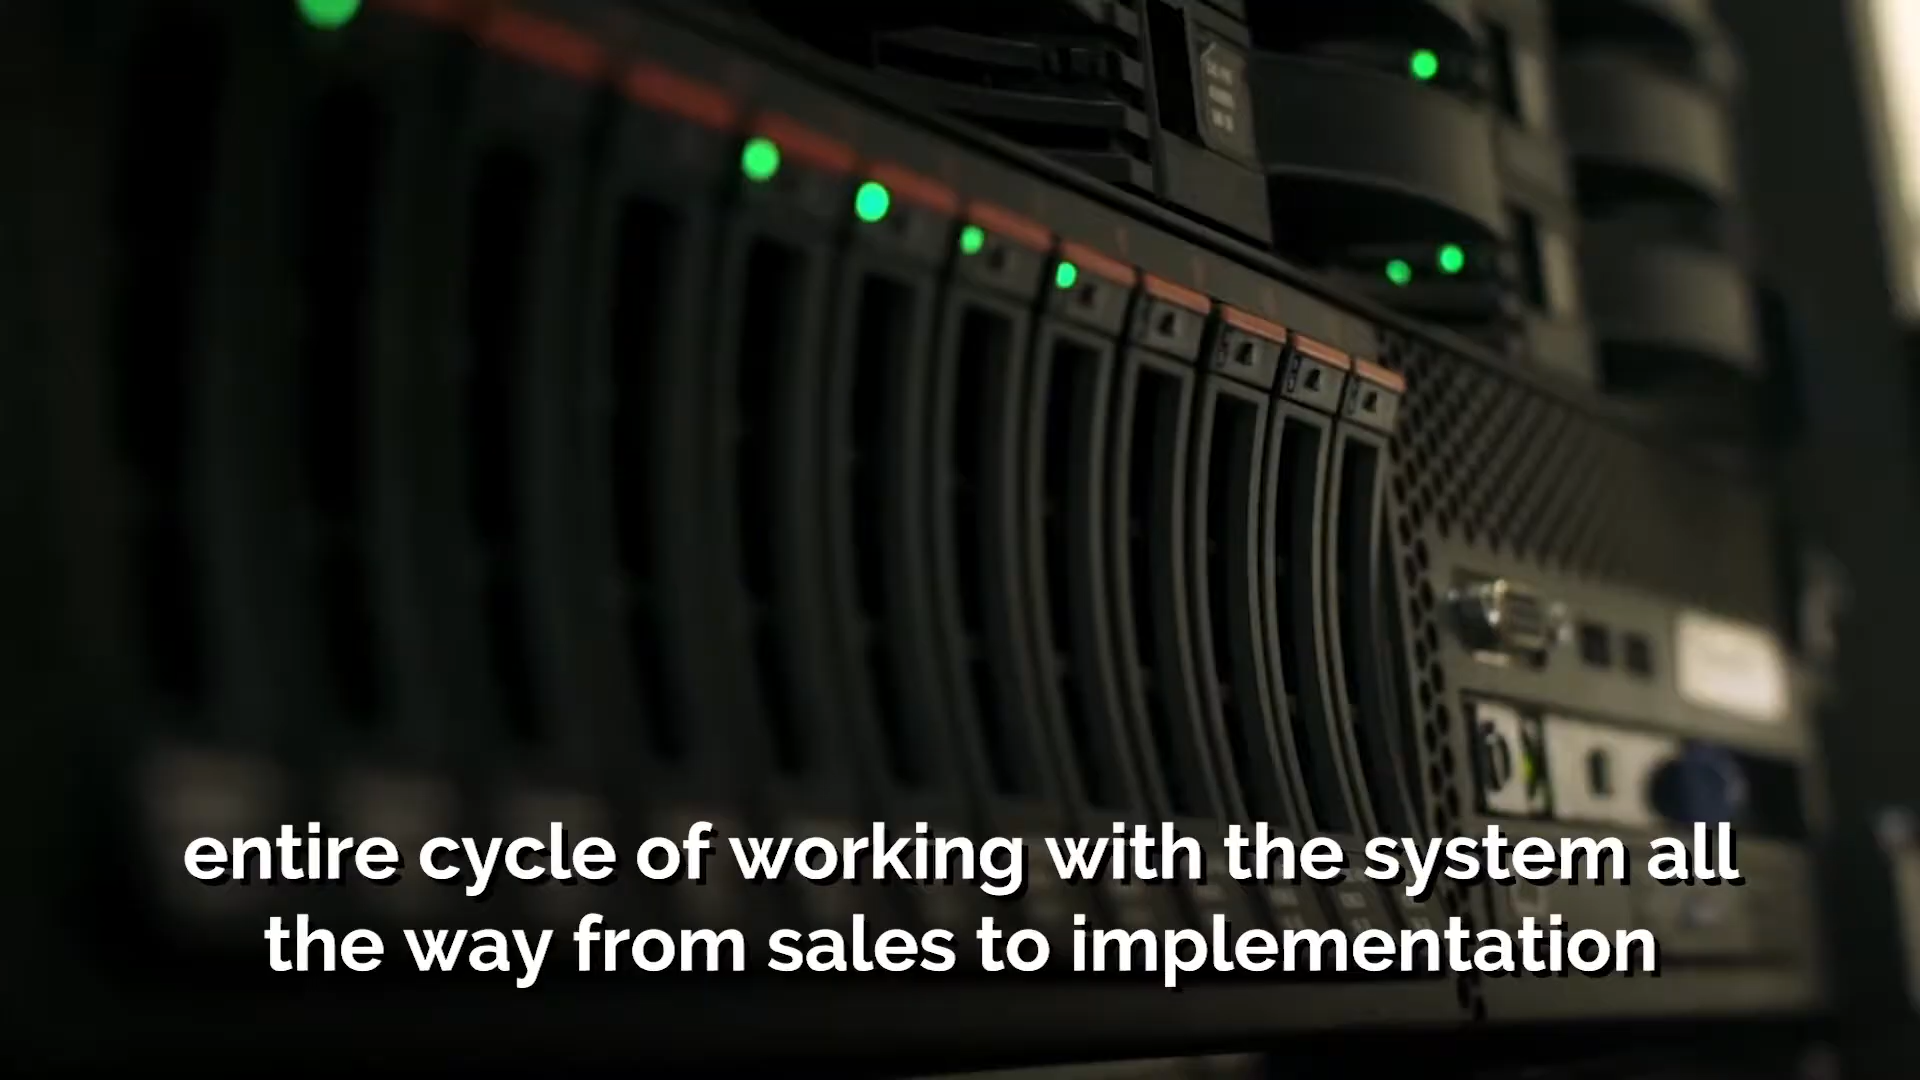 entire cycle of working with the system all
the way from sales to implementation